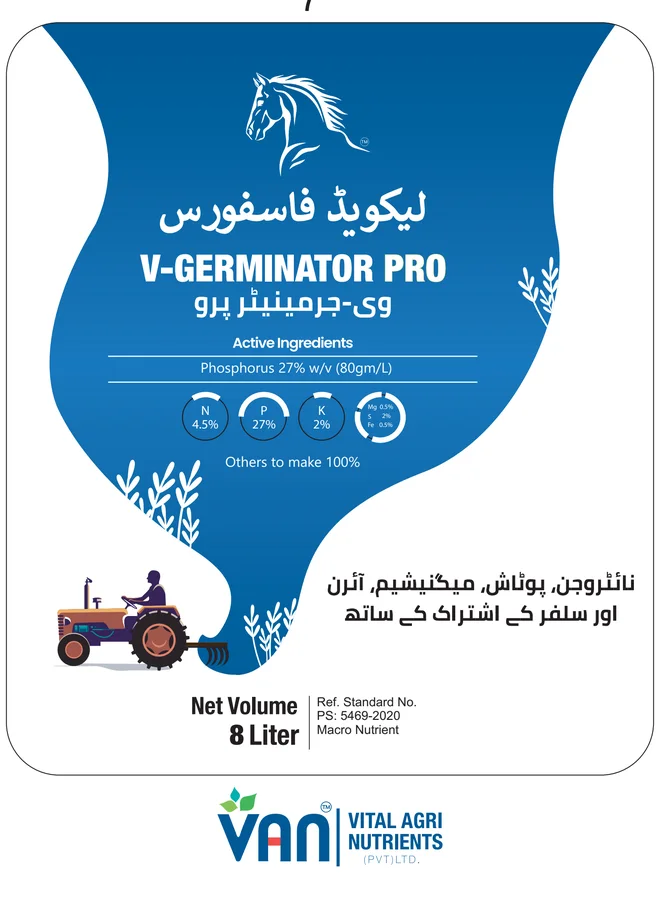 TM
لیکویڈ فاسفورس
V-GERMINATOR PRO
وی-جرمینیٹر پرو
Active Ingredients
Phosphorus 27% w/v (80gm/L)
N 4.5%
P 27%
K 2%
Mg 0.5%
S 2%
Fe 0.5%
Others to make 100%
نائٹروجن، پوٹاش، میگنیشیم، آئرن
اور سلفر کے اشتراک کے ساتھ
Net Volume
8 Liter
Ref. Standard No.
PS: 5469-2020
Macro Nutrient
VAN TM
VITAL AGRI
NUTRIENTS
(PVT)LTD.